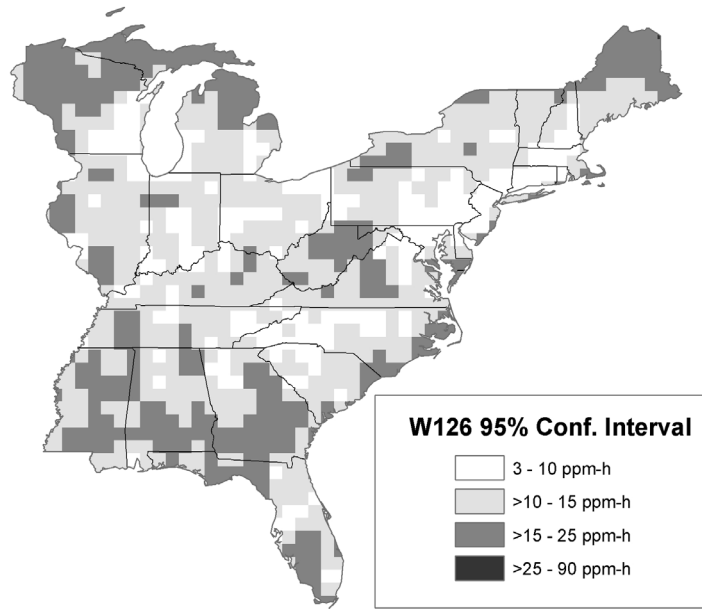 W126 95% Conf. Interval
3 - 10 ppm-h
>10 - 15 ppm-h
>15 - 25 ppm-h
>25 - 90 ppm-h